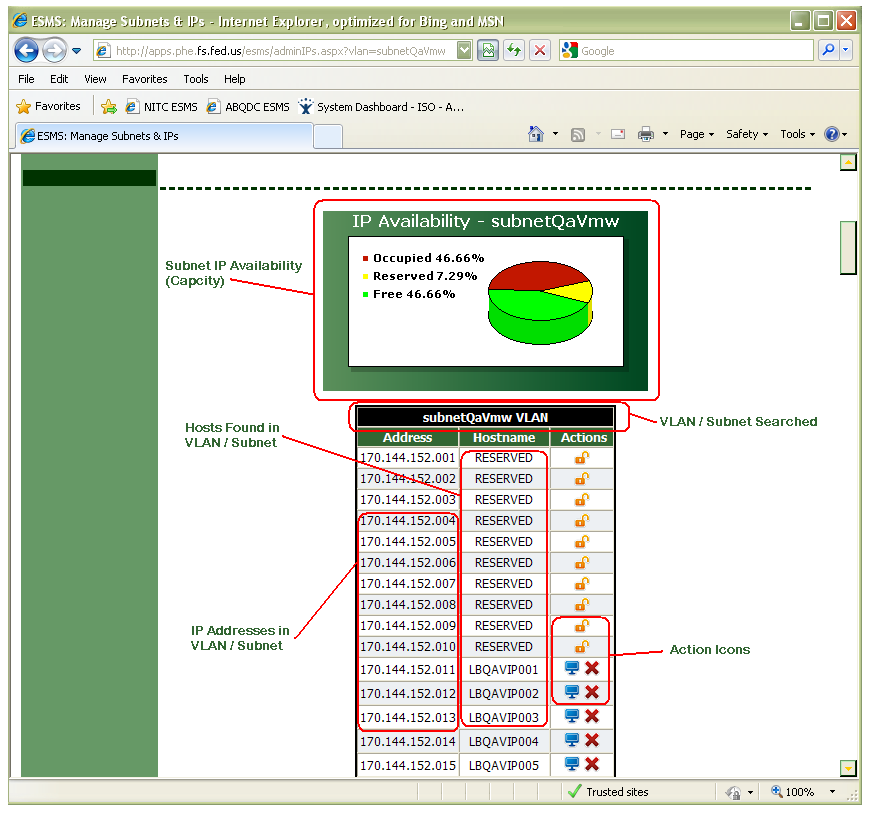 ESMS: Manage Subnets & IPs - Internet Explorer, optimized for Bing and MSN
http://apps.phe.fs.fed.us/esms/adminIPs.aspx?vlan=subnetQaVmw
Google
File Edit View Favorites Tools Help
Favorites NITC ESMS ABQDC ESMS System Dashboard - ISO - A...
ESMS: Manage Subnets & IPs
Page Safety Tools
IP Availability - subnetQaVmw
Occupied 46.66%
Reserved 7.29%
Free 46.66%
Subnet IP Availability
(Capcity)
subnetQaVmw VLAN
VLAN / Subnet Searched
Hosts Found in
VLAN / Subnet
Address Hostname Actions
170.144.152.001 RESERVED
170.144.152.002 RESERVED
170.144.152.003 RESERVED
170.144.152.004 RESERVED
170.144.152.005 RESERVED
170.144.152.006 RESERVED
170.144.152.007 RESERVED
170.144.152.008 RESERVED
170.144.152.009 RESERVED
170.144.152.010 RESERVED
170.144.152.011 LBQAVIP001
170.144.152.012 LBQAVIP002
170.144.152.013 LBQAVIP003
170.144.152.014 LBQAVIP004
170.144.152.015 LBQAVIP005
IP Addresses in
VLAN / Subnet
Action Icons
Trusted sites
100%